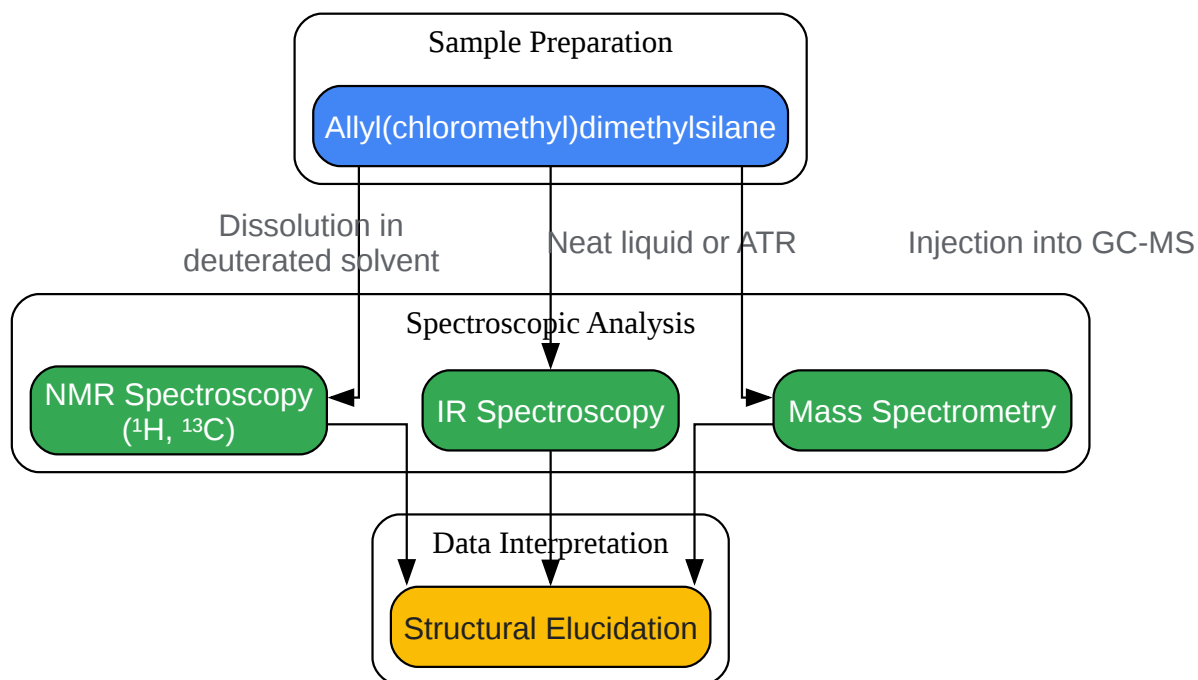 Sample Preparation
Allyl(chloromethyl)dimethylsilane
Dissolution in
deuterated solvent
Neat liquid or ATR
Injection into GC-MS
Spectroscopic Analysis
NMR Spectroscopy
(¹H, ¹³C)
IR Spectroscopy
Mass Spectrometry
Data Interpretation
Structural Elucidation